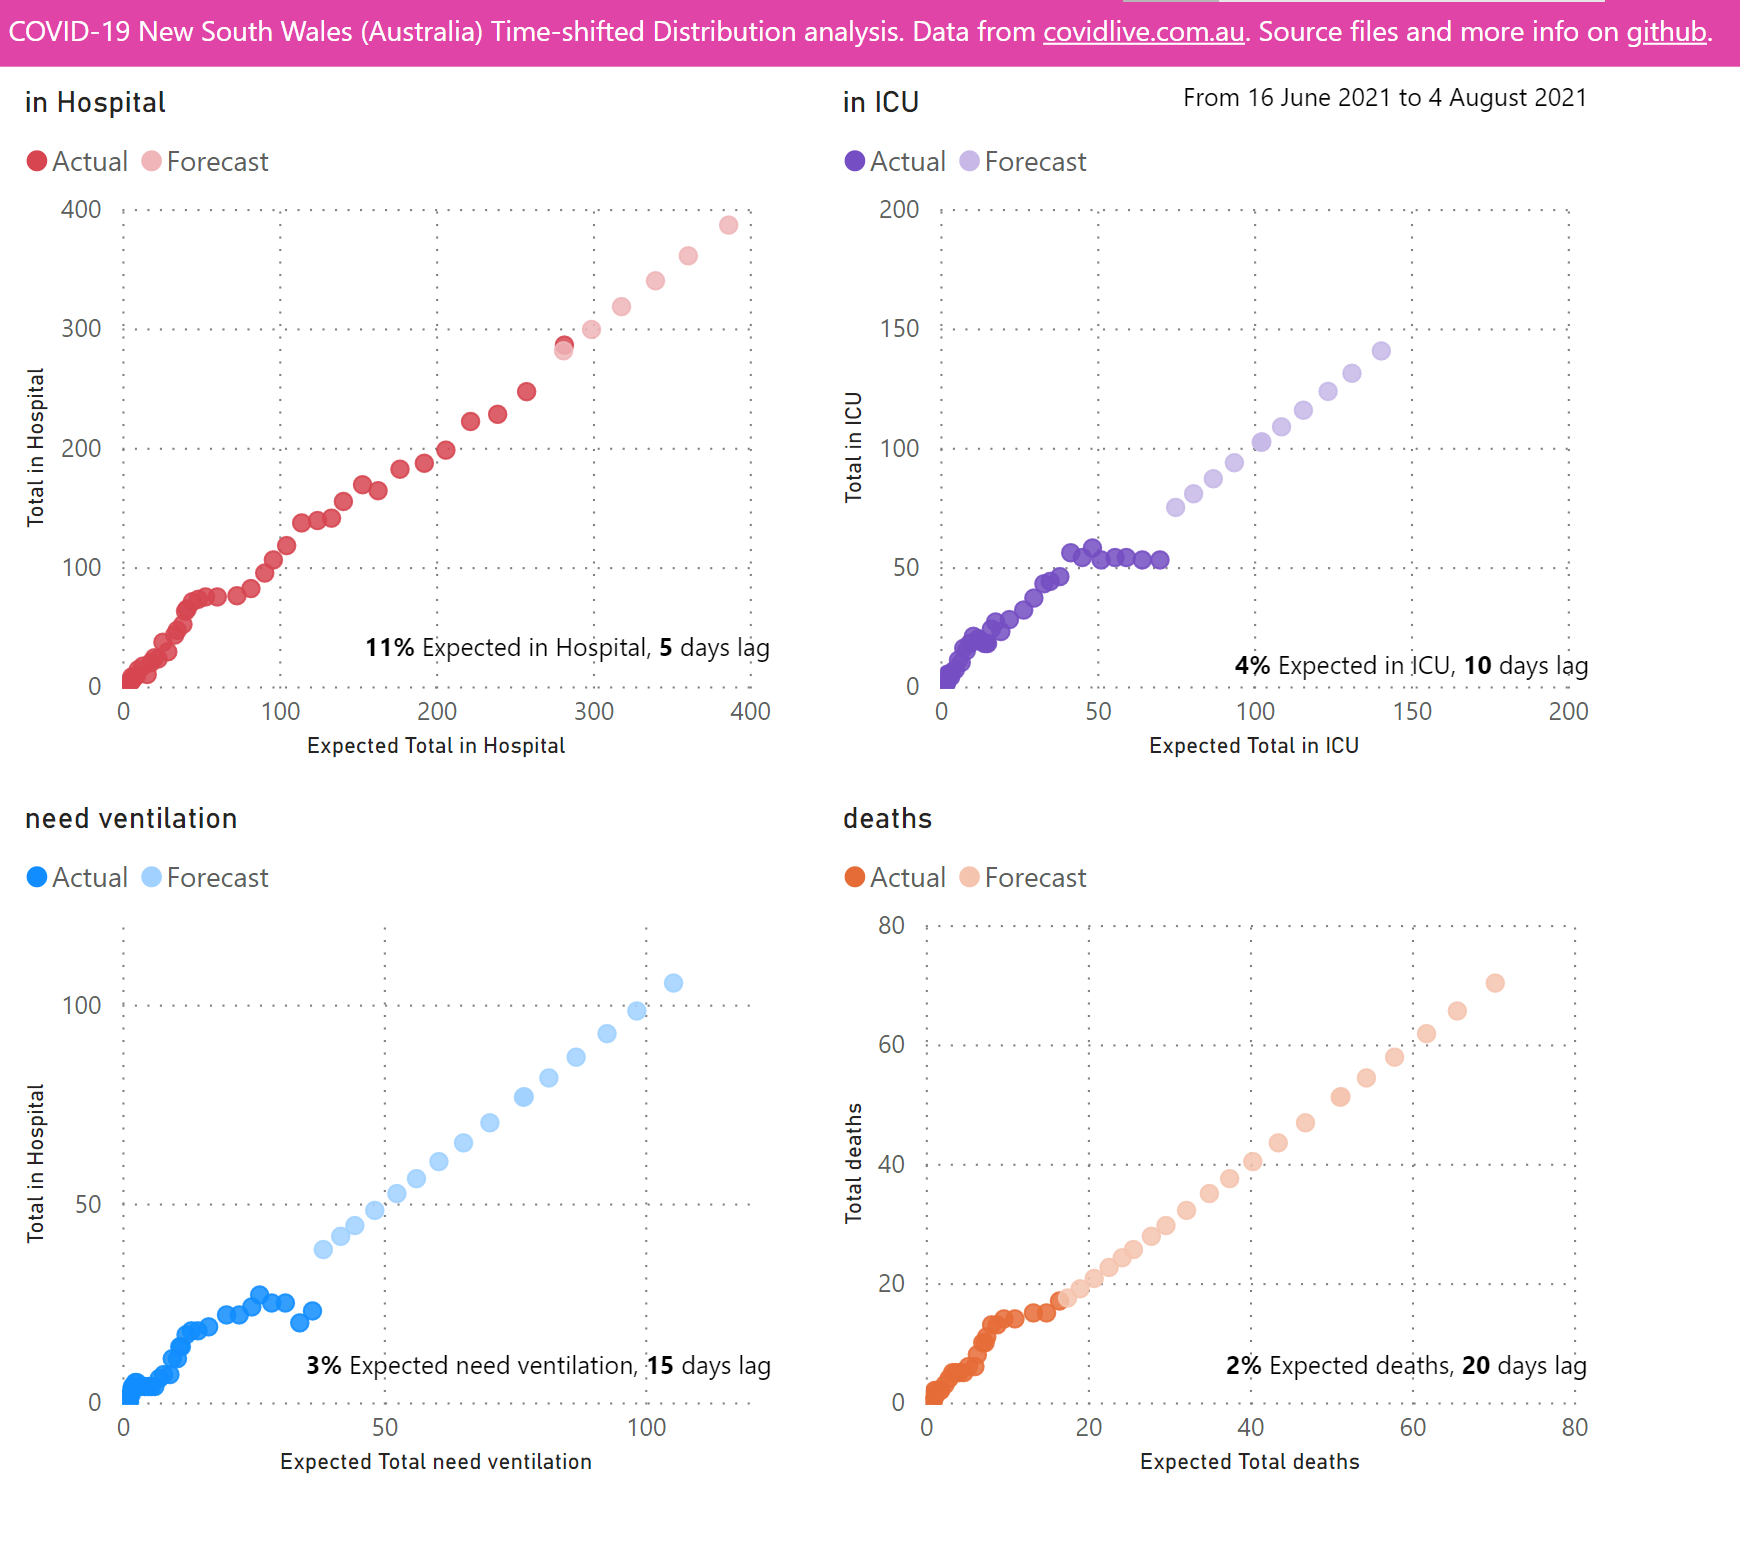 COVID-19 New South Wales (Australia) Time-shifted Distribution analysis. Data from covidlive.com.au. Source files and more info on github.
in Hospital
Actual Forecast
400
300
200
100
0
0 100 200 300 400
Total in Hospital
Expected Total in Hospital
11% Expected in Hospital, 5 days lag
in ICU
From 16 June 2021 to 4 August 2021
Actual Forecast
200
150
100
50
0
0 50 100 150 200
Total in ICU
Expected Total in ICU
4% Expected in ICU, 10 days lag
need ventilation
Actual Forecast
100
50
0
0 50 100
Total in Hospital
Expected Total need ventilation
3% Expected need ventilation, 15 days lag
deaths
Actual Forecast
80
60
40
20
0
0 20 40 60 80
Total deaths
Expected Total deaths
2% Expected deaths, 20 days lag